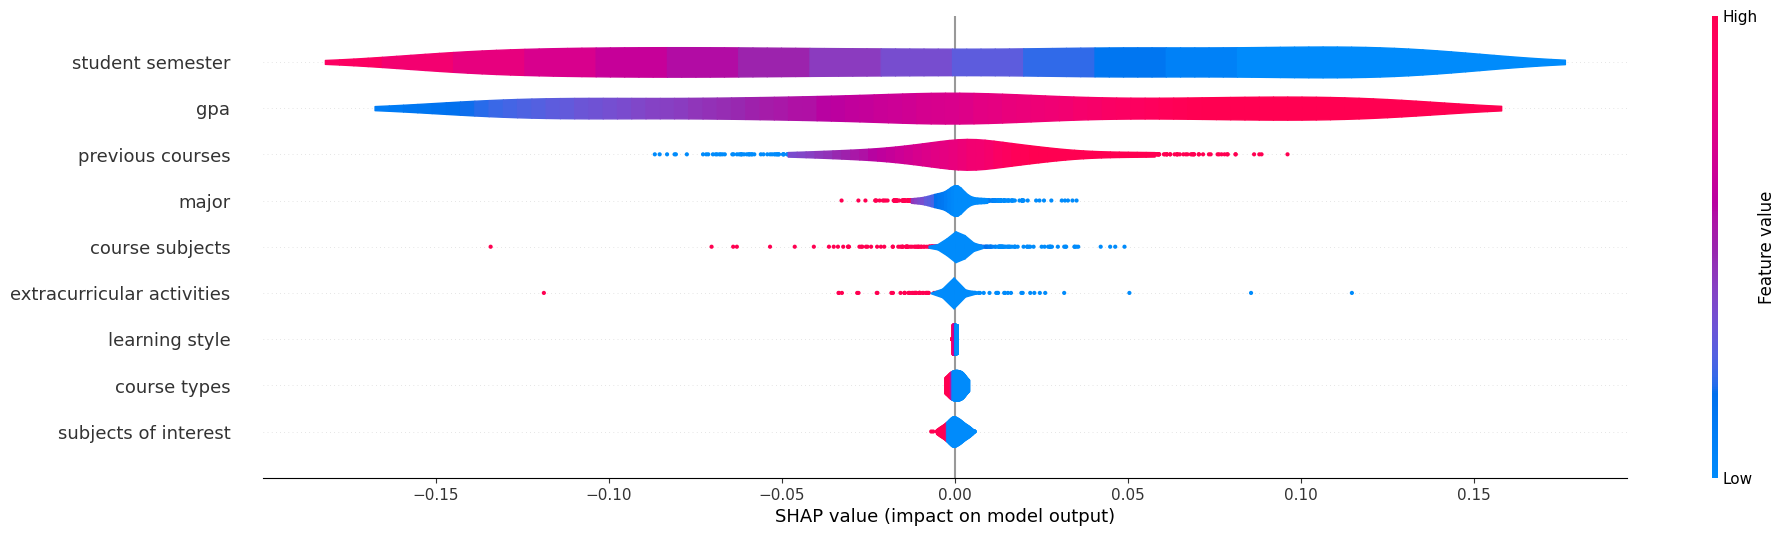 High
student semester
gpa
previous courses
major
course subjects
extracurricular activities
learning style
course types
subjects of interest
Feature value
Low
−0.15 −0.10 −0.05 0.00 0.05 0.10 0.15
SHAP value (impact on model output)